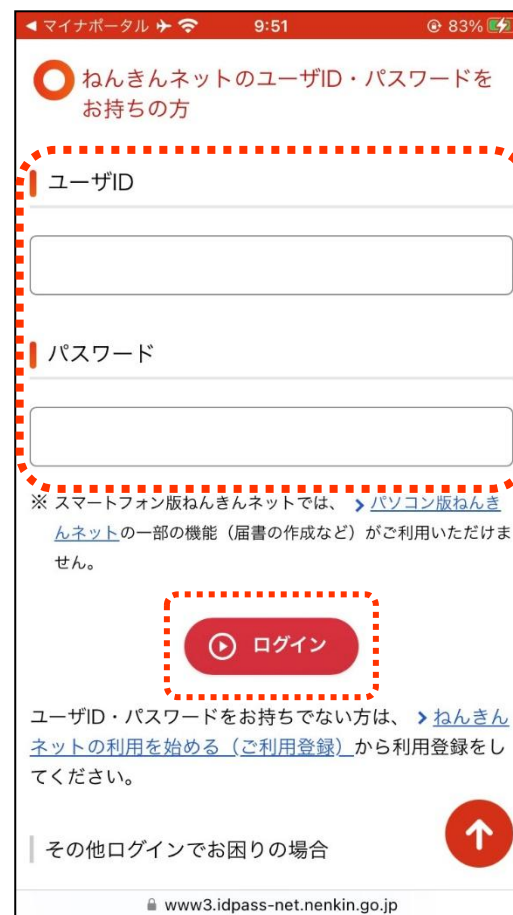 マイナポータル 9:51 83%
ねんきんネットのユーザID・パスワードを
お持ちの方
ユーザID
パスワード
※ スマートフォン版ねんきんネットでは、 > パソコン版ねんき
んネットの一部の機能（届書の作成など）がご利用いただけま
せん。
ログイン
ユーザID・パスワードをお持ちでない方は、 > ねんきん
ネットの利用を始める（ご利用登録）から利用登録をし
てください。
その他ログインでお困りの場合
www3.idpass-net.nenkin.go.jp